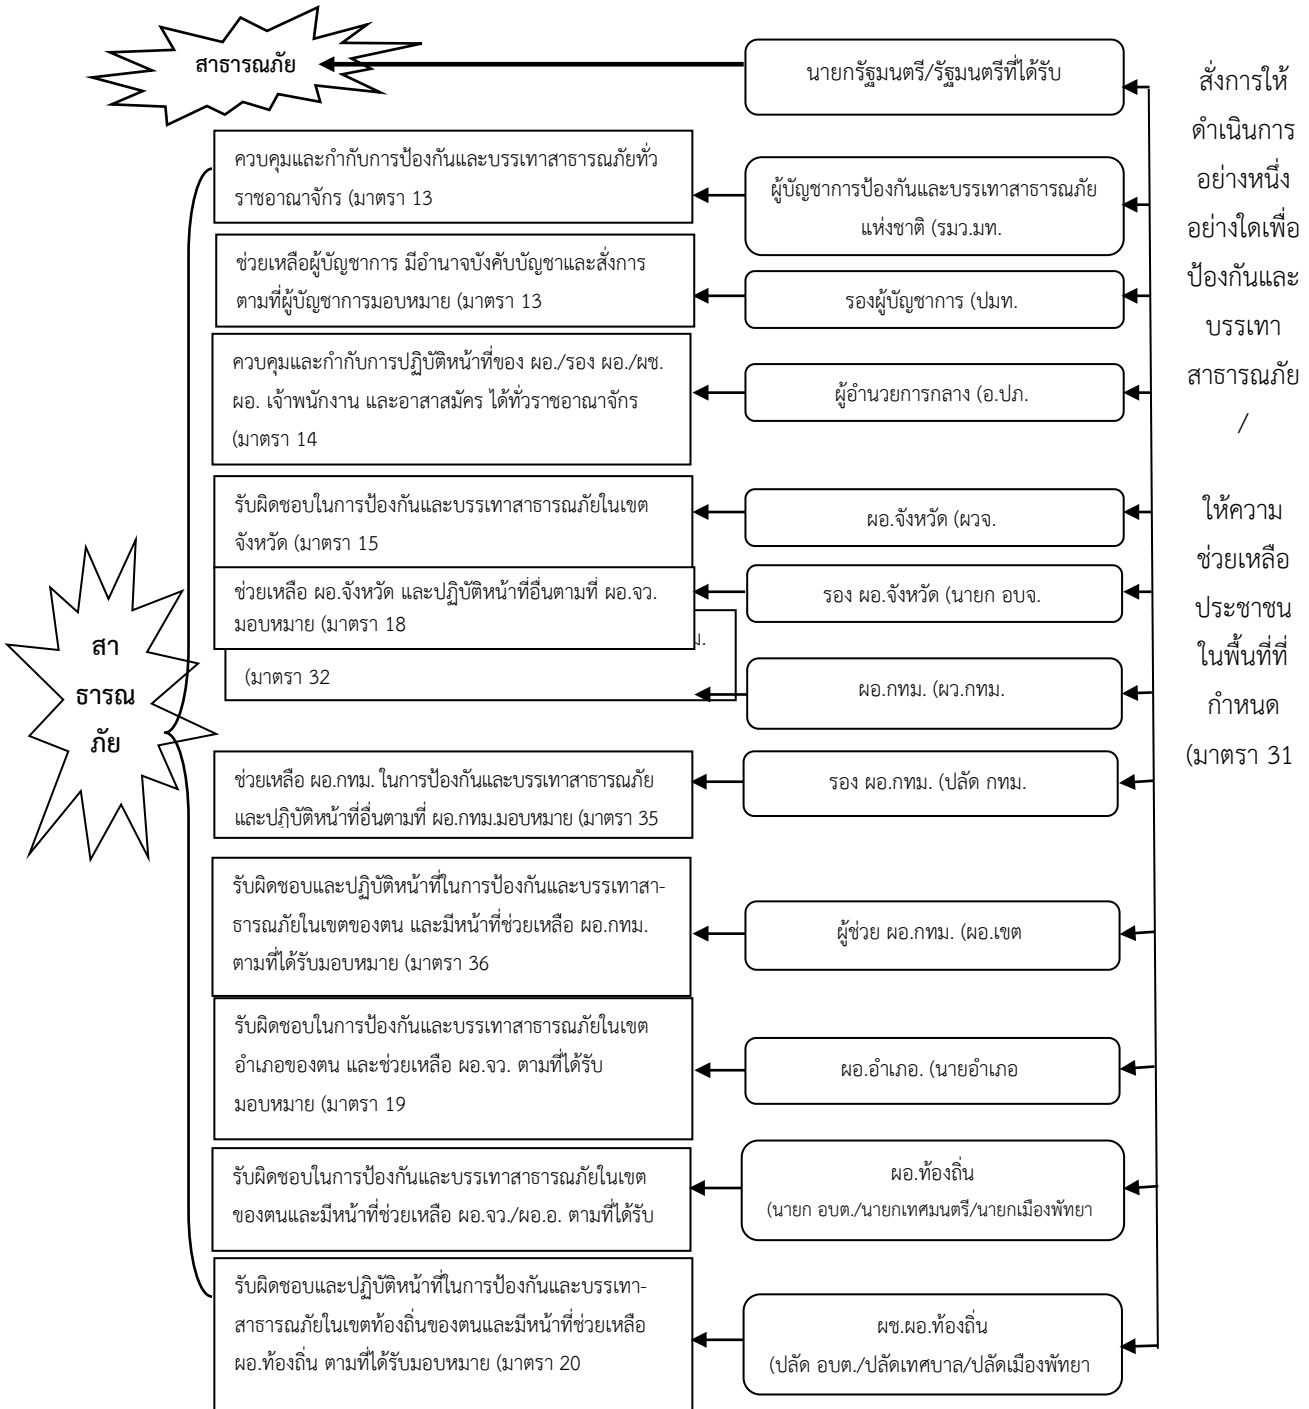 สาธารณภัย
นายกรัฐมนตรี/รัฐมนตรีที่ได้รับ
ควบคุมและกำกับการป้องกันและบรรเทาสาธารณภัยทั่ว
ราชอาณาจักร (มาตรา 13
ผู้บัญชาการป้องกันและบรรเทาสาธารณภัย
แห่งชาติ (รมว.มท.
ช่วยเหลือผู้บัญชาการ มีอำนาจบังคับบัญชาและสั่งการ
ตามที่ผู้บัญชาการมอบหมาย (มาตรา 13
รองผู้บัญชาการ (ปมท.
ควบคุมและกำกับการปฏิบัติหน้าที่ของ ผอ./รอง ผอ./ผช.
ผอ. เจ้าพนักงาน และอาสาสมัคร ได้ทั่วราชอาณาจักร
(มาตรา 14
ผู้อำนวยการกลาง (อ.ปภ.
รับผิดชอบในการป้องกันและบรรเทาสาธารณภัยในเขต
จังหวัด (มาตรา 15
ผอ.จังหวัด (ผวจ.
ช่วยเหลือ ผอ.จังหวัด และปฏิบัติหน้าที่อื่นตามที่ ผอ.จว.
มอบหมาย (มาตรา 18
รอง ผอ.จังหวัด (นายก อบจ.
(มาตรา 32
ผอ.กทม. (ผว.กทม.
ช่วยเหลือ ผอ.กทม. ในการป้องกันและบรรเทาสาธารณภัย
และปฏิบัติหน้าที่อื่นตามที่ ผอ.กทม.มอบหมาย (มาตรา 35
รอง ผอ.กทม. (ปลัด กทม.
รับผิดชอบและปฏิบัติหน้าที่ในการป้องกันและบรรเทาสา-
ธารณภัยในเขตของตน และมีหน้าที่ช่วยเหลือ ผอ.กทม.
ตามที่ได้รับมอบหมาย (มาตรา 36
ผู้ช่วย ผอ.กทม. (ผอ.เขต
รับผิดชอบในการป้องกันและบรรเทาสาธารณภัยในเขต
อำเภอของตน และช่วยเหลือ ผอ.จว. ตามที่ได้รับ
มอบหมาย (มาตรา 19
ผอ.อำเภอ. (นายอำเภอ
รับผิดชอบในการป้องกันและบรรเทาสาธารณภัยในเขต
ของตนและมีหน้าที่ช่วยเหลือ ผอ.จว./ผอ.อ. ตามที่ได้รับ
ผอ.ท้องถิ่น
(นายก อบต./นายกเทศมนตรี/นายกเมืองพัทยา
รับผิดชอบและปฏิบัติหน้าที่ในการป้องกันและบรรเทา-
สาธารณภัยในเขตท้องถิ่นของตนและมีหน้าที่ช่วยเหลือ
ผอ.ท้องถิ่น ตามที่ได้รับมอบหมาย (มาตรา 20
ผช.ผอ.ท้องถิ่น
(ปลัด อบต./ปลัดเทศบาล/ปลัดเมืองพัทยา
สา
ธารณ
ภัย
สั่งการให้
ดำเนินการ
อย่างหนึ่ง
อย่างใดเพื่อ
ป้องกันและ
บรรเทา
สาธารณภัย
/
ให้ความ
ช่วยเหลือ
ประชาชน
ในพื้นที่ที่
กำหนด
(มาตรา 31